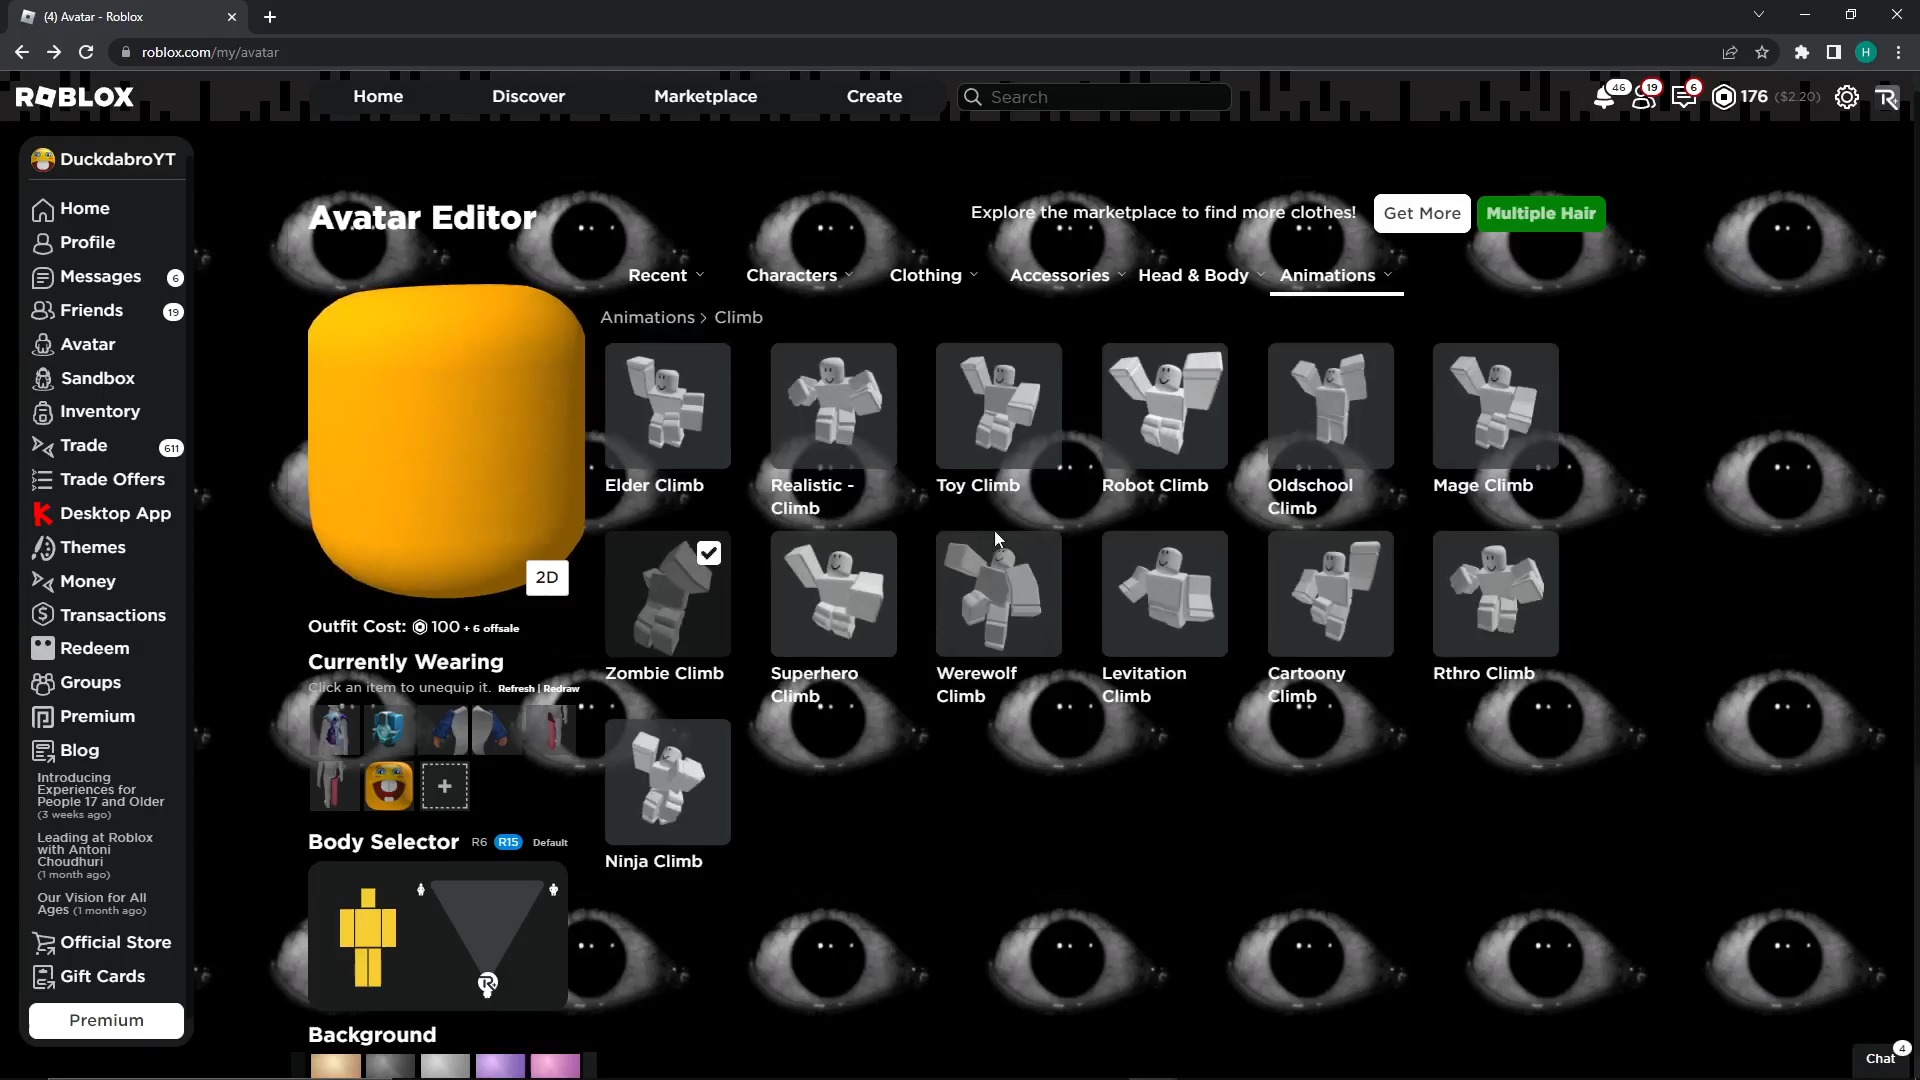 (4) Avatar - Roblox
roblox.com/my/avatar
H
ROBLOX
Home
Discover
Marketplace
Create
Search
46
19
6
176 ($2.20)
DuckdabroYT
Home
Profile
Messages 6
Friends 19
Avatar
Sandbox
Inventory
Trade 611
Trade Offers
Desktop App
Themes
Money
Transactions
Redeem
Groups
Premium
Blog
Introducing
Experiences for
People 17 and Older
(3 weeks ago)
Leading at Roblox
with Antoni
Choudhuri
(1 month ago)
Our Vision for All
Ages (1 month ago)
Official Store
Gift Cards
Premium
Avatar Editor
Explore the marketplace to find more clothes!
Get More
Multiple Hair
Recent
Characters
Clothing
Accessories
Head & Body
Animations
Animations > Climb
Elder Climb
Realistic -
Climb
Toy Climb
Robot Climb
Oldschool
Climb
Mage Climb
Zombie Climb
Superhero
Climb
Werewolf
Climb
Levitation
Climb
Cartoony
Climb
Rthro Climb
Ninja Climb
2D
Outfit Cost: 100 + 6 offsale
Currently Wearing
Click an item to unequip it. Refresh | Redraw
+
Body Selector R6 R15 Default
Background
Chat 4